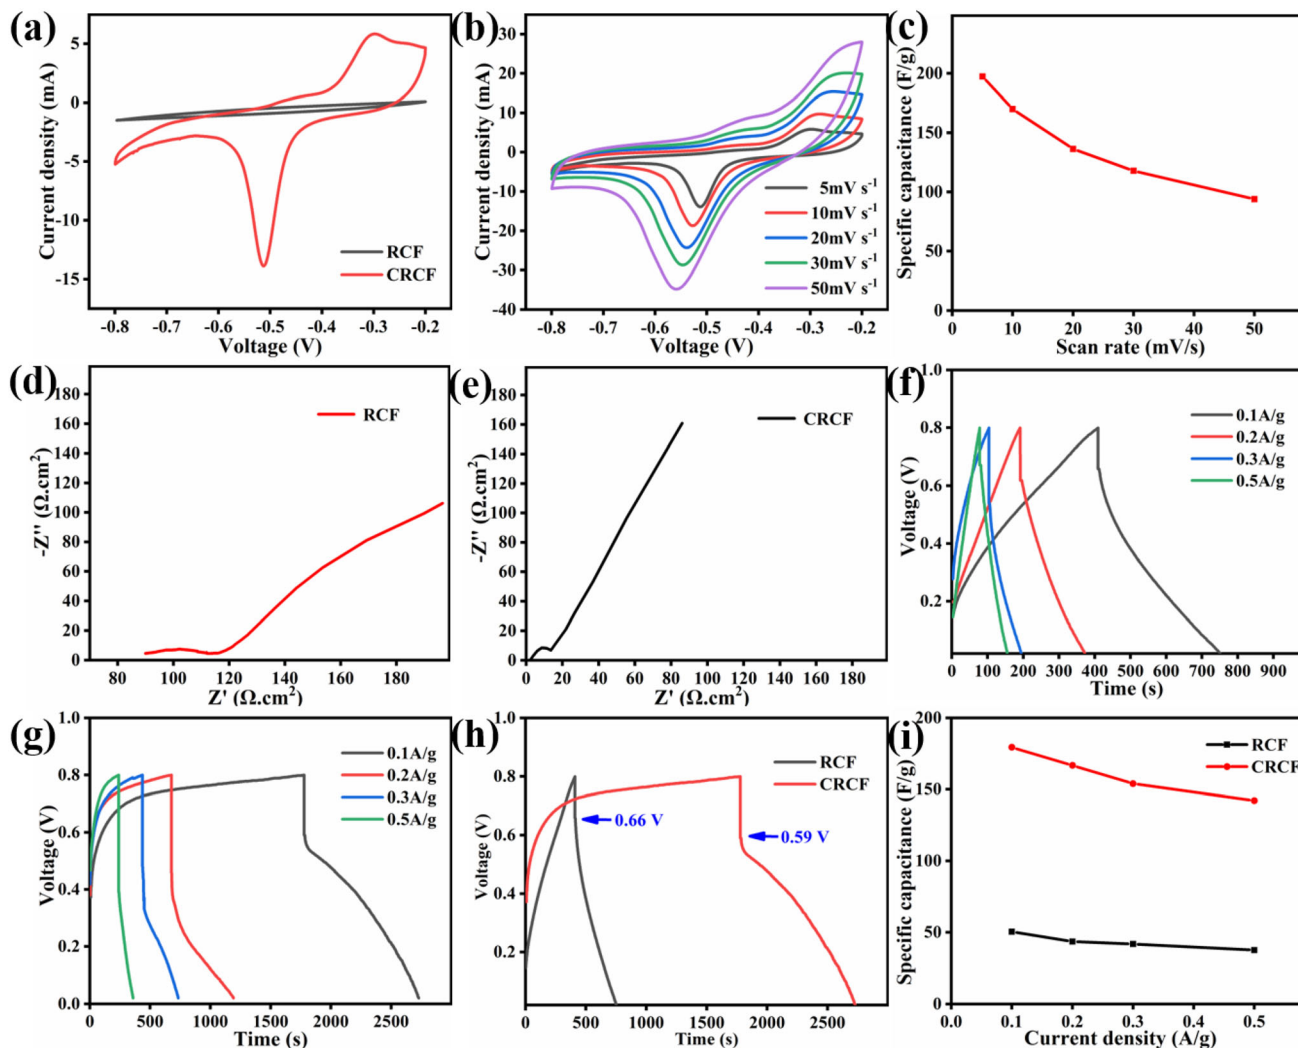 (a)
Current density (mA)
5
0
-5
-10
-15
RCF
CRCF
-0.8 -0.7 -0.6 -0.5 -0.4 -0.3 -0.2
Voltage (V)
(b)
Current density (mA)
30
20
10
0
-10
-20
-30
-40
5mV s⁻¹
10mV s⁻¹
20mV s⁻¹
30mV s⁻¹
50mV s⁻¹
-0.8 -0.7 -0.6 -0.5 -0.4 -0.3 -0.2
Voltage (V)
(c)
Specific capacitance (F/g)
200
150
100
50
0
0 10 20 30 40 50
Scan rate (mV/s)
(d)
-Z'' (Ω.cm²)
180
160
140
120
100
80
60
40
20
0
RCF
80 100 120 140 160 180
Z' (Ω.cm²)
(e)
-Z'' (Ω.cm²)
180
160
140
120
100
80
60
40
20
0
CRCF
0 20 40 60 80 100 120 140 160 180
Z' (Ω.cm²)
(f)
Voltage (V)
1.0
0.8
0.6
0.4
0.2
0.1A/g
0.2A/g
0.3A/g
0.5A/g
0 100 200 300 400 500 600 700 800 900
Time (s)
(g)
Voltage (V)
1.0
0.8
0.6
0.4
0.2
0.0
0.1A/g
0.2A/g
0.3A/g
0.5A/g
0 500 1000 1500 2000 2500
Time (s)
(h)
Voltage (V)
1.0
0.8
0.6
0.4
0.2
RCF
CRCF
0.66 V
0.59 V
0 500 1000 1500 2000 2500
Time (s)
(i)
Specific capacitance (F/g)
200
150
100
50
0
RCF
CRCF
0.0 0.1 0.2 0.3 0.4 0.5
Current density (A/g)